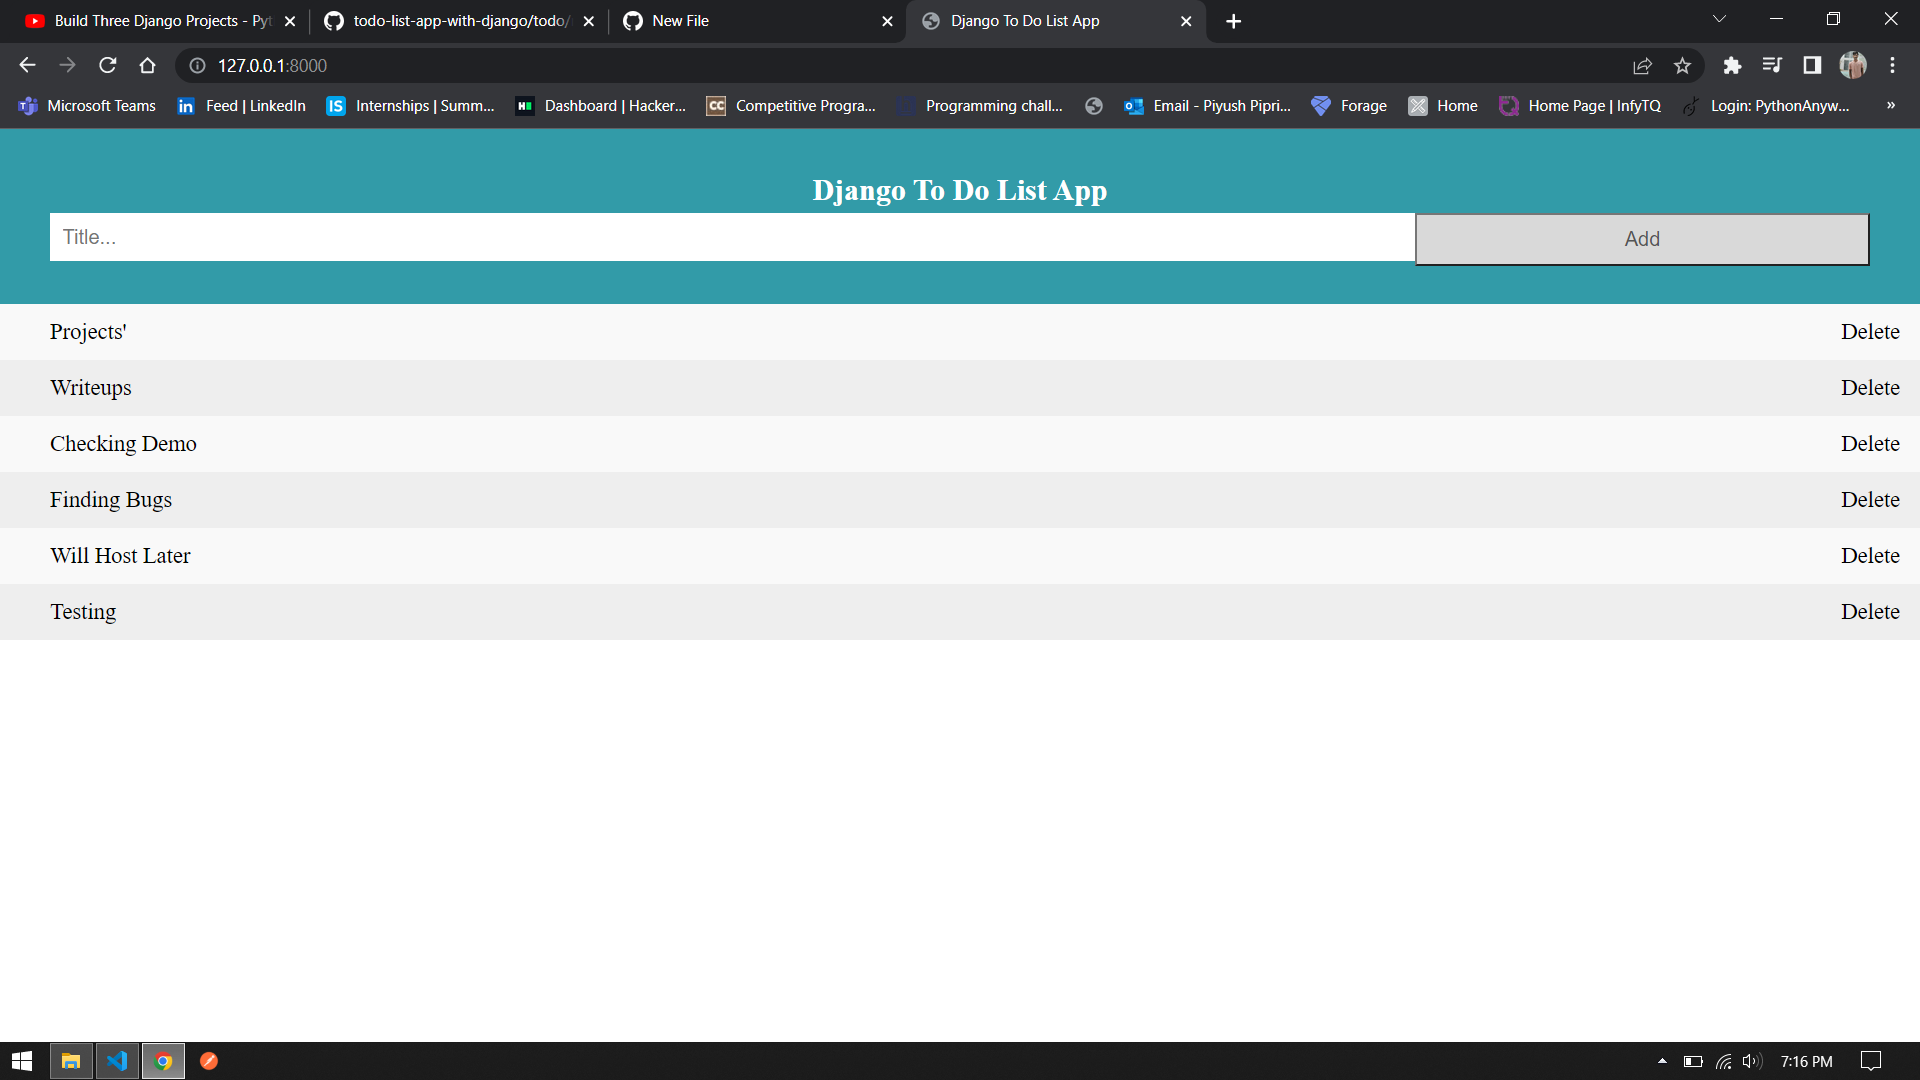 Build Three Django Projects - Pyt
todo-list-app-with-django/todo/
New File
Django To Do List App
127.0.0.1:8000
Microsoft Teams
Feed | LinkedIn
Internships | Summ...
Dashboard | Hacker...
Competitive Progra...
Programming chall...
Email - Piyush Pipri...
Forage
Home
Home Page | InfyTQ
Login: PythonAnyw...
»
Django To Do List App
Title...
Add
Projects'
Delete
Writeups
Delete
Checking Demo
Delete
Finding Bugs
Delete
Will Host Later
Delete
Testing
Delete
7:16 PM